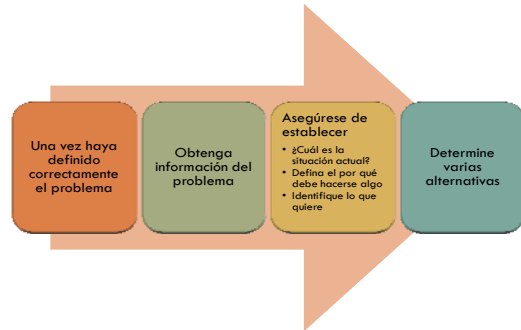 Una vez haya
definido
correctamente
el problema
Obtenga
información del
problema
Asegúrese de
establecer
• ¿Cuál es la
situación actual?
• Defina el por qué
debe hacerse algo
• Identifique lo que
quiere
Determine
varias
alternativas